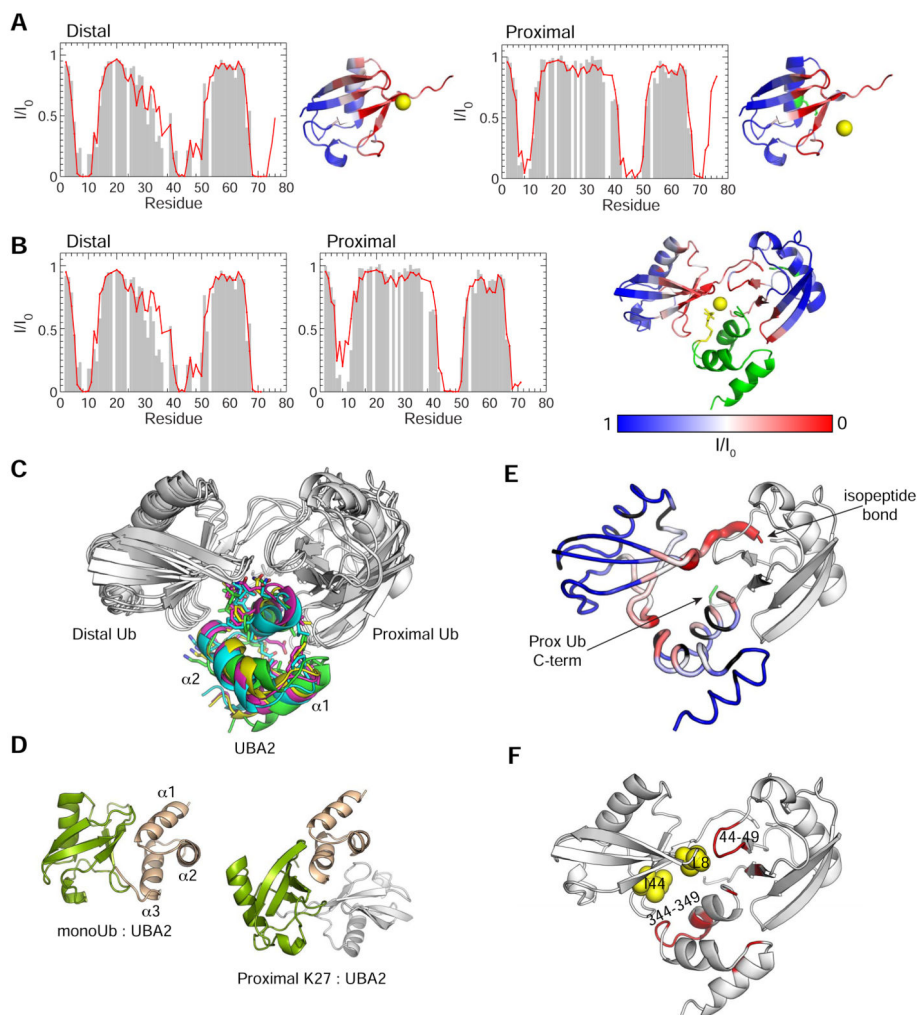 A
Distal
1
0.5
0
I/I0
0 10 20 30 40 50 60 70 80
Residue
Proximal
1
0.5
0
I/I0
0 10 20 30 40 50 60 70 80
Residue
B
Distal
1
0.5
0
I/I0
0 10 20 30 40 50 60 70 80
Residue
Proximal
1
0.5
0
0 10 20 30 40 50 60 70 80
Residue
1 0
I/I0
C
Distal Ub
Proximal Ub
α2
α1
UBA2
E
isopeptide
bond
Prox Ub
C-term
D
α1
α2
α3
monoUb : UBA2
Proximal K27 : UBA2
F
44-49
L8
I44
344-349